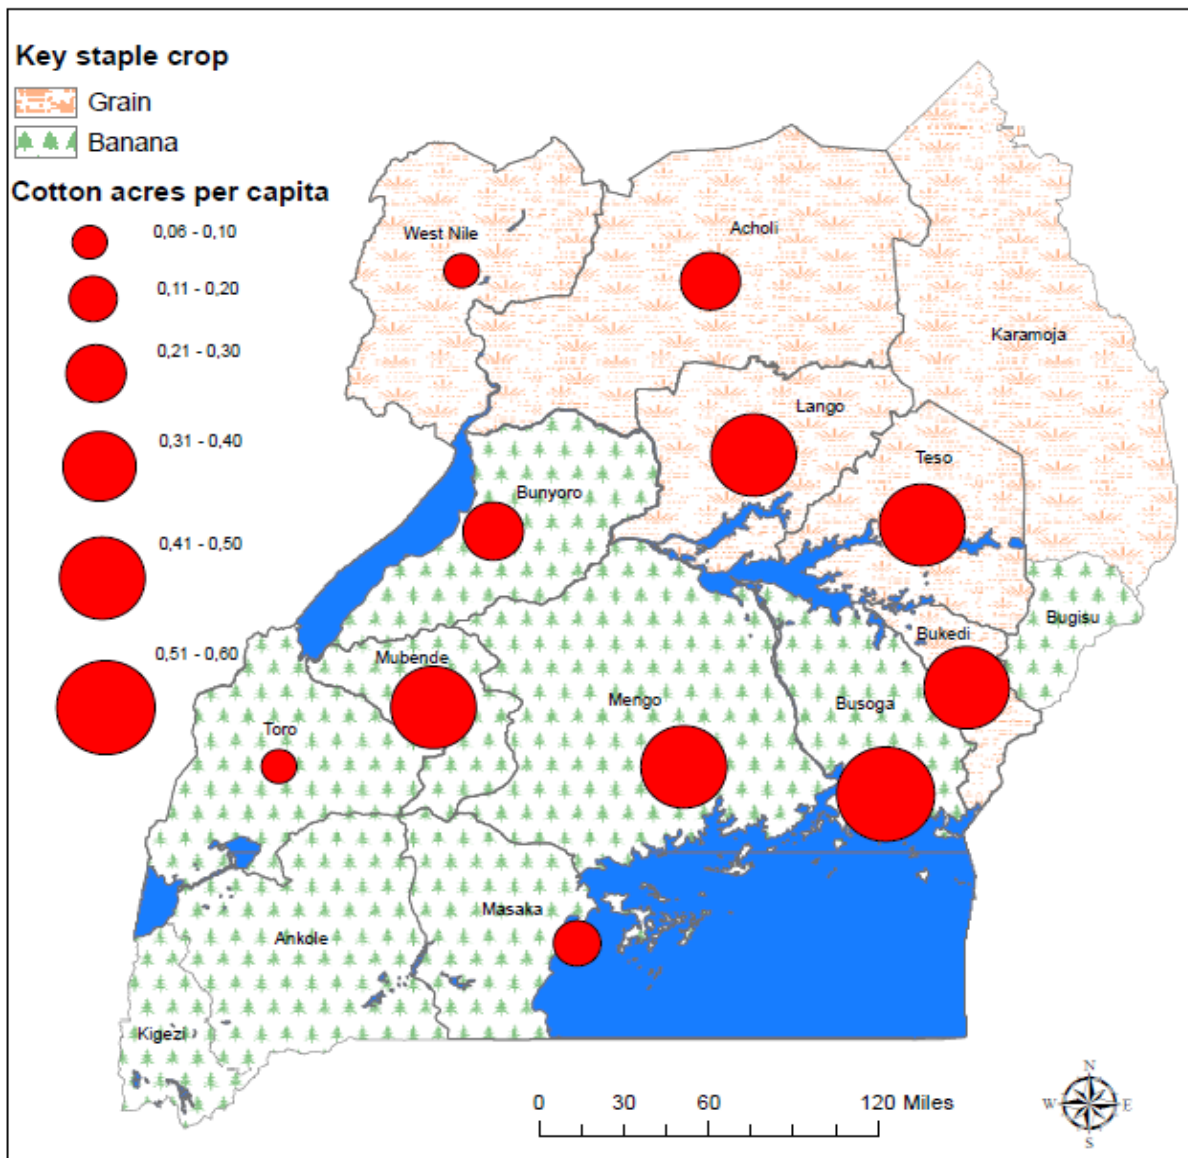 Key staple crop
Grain
Banana
Cotton acres per capita
0,06 - 0,10
0,11 - 0,20
0,21 - 0,30
0,31 - 0,40
0,41 - 0,50
0,51 - 0,60
West Nile
Acholi
Karamoja
Lango
Teso
Bunyoro
Bugisu
Bukedi
Mubende
Mengo
Busoga
Toro
Masaka
Ankole
Kigezi
0 30 60 120 Miles
N
W E
S